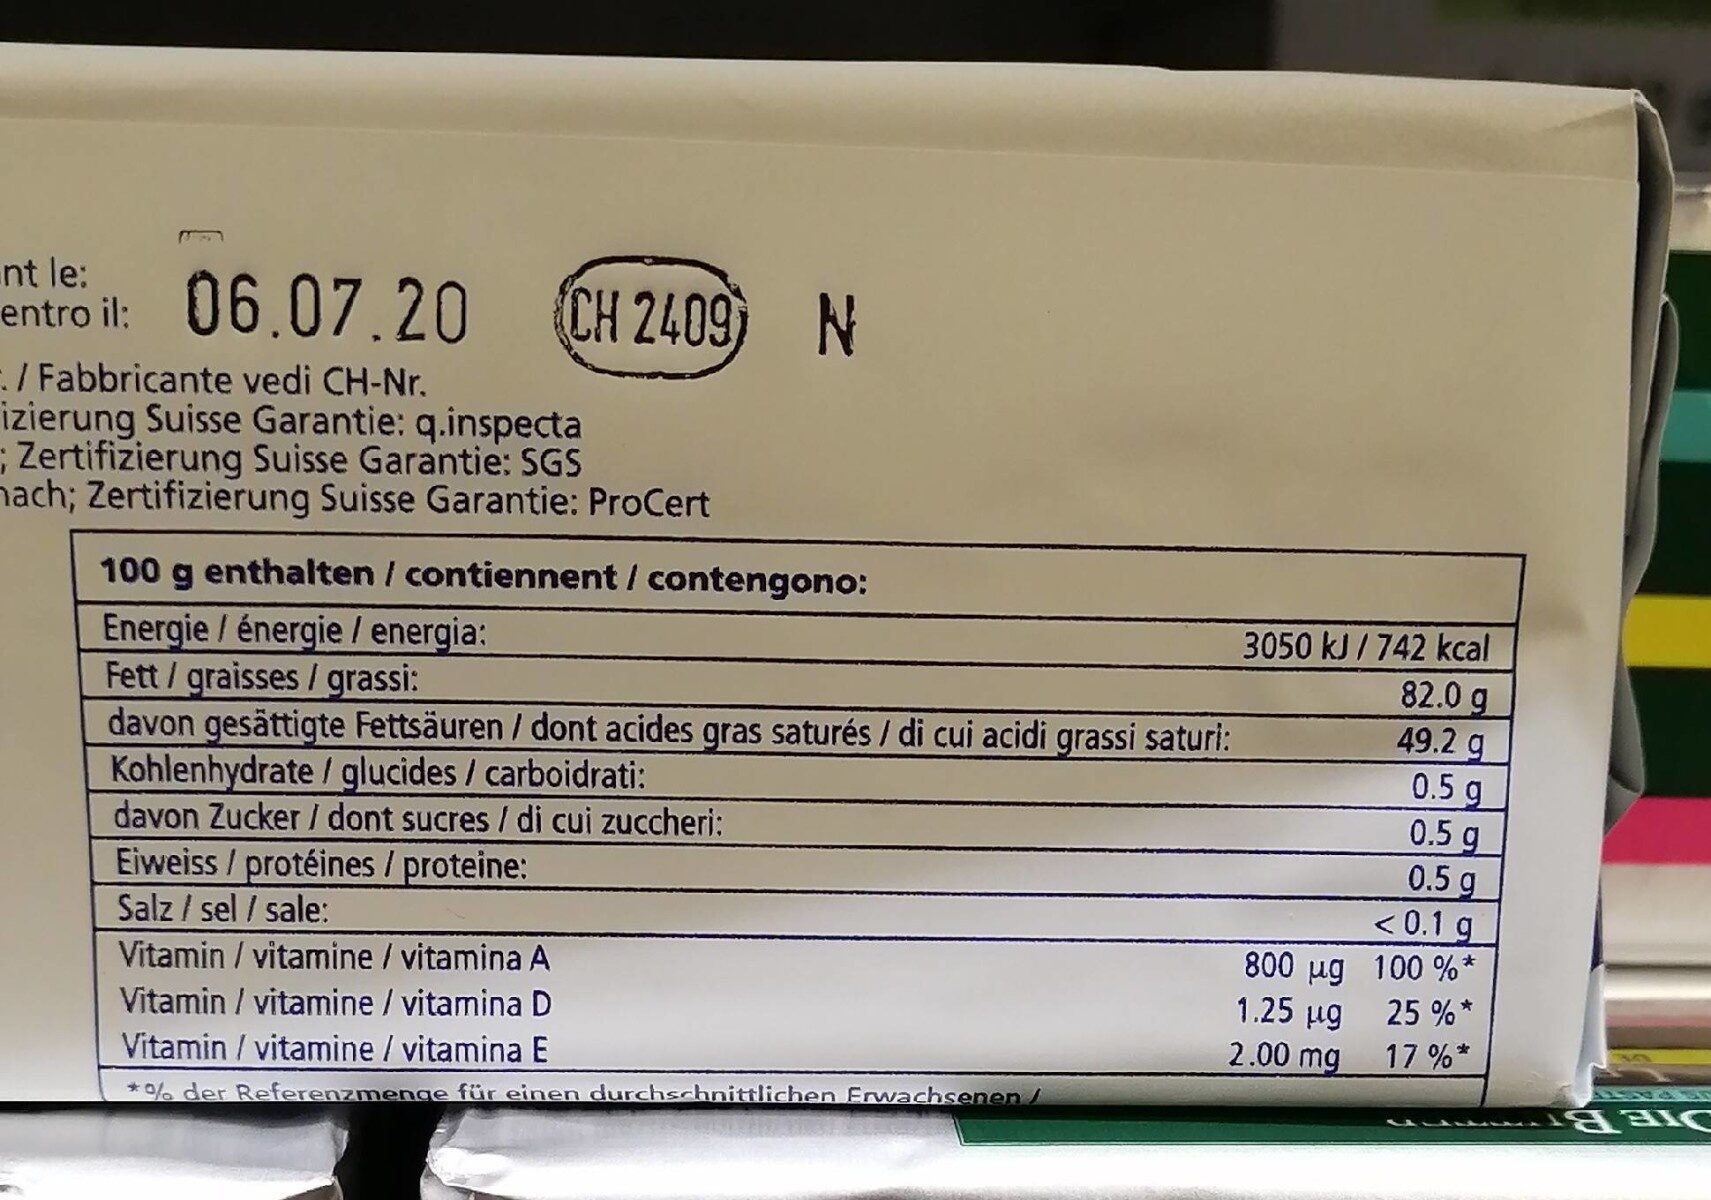 nt le:
entro il: 06.07.20 CH 2409 N
. / Fabbricante vedi CH-Nr.
izierung Suisse Garantie: q.inspecta
; Zertifizierung Suisse Garantie: SGS
nach; Zertifizierung Suisse Garantie: ProCert
100 g enthalten / contiennent / contengono:
Energie / énergie / energia: 3050 kJ / 742 kcal
Fett / graisses / grassi: 82.0 g
davon gesättigte Fettsäuren / dont acides gras saturés / di cui acidi grassi saturi: 49.2 g
Kohlenhydrate / glucides / carboidrati: 0.5 g
davon Zucker / dont sucres / di cui zuccheri: 0.5 g
Eiweiss / protéines / proteine: 0.5 g
Salz / sel / sale: < 0.1 g
Vitamin / vitamine / vitamina A 800 µg 100 %*
Vitamin / vitamine / vitamina D 1.25 µg 25 %*
Vitamin / vitamine / vitamina E 2.00 mg 17 %*
*% der Referenzmenge für einen durchschnittlichen Erwachsenen /
DIE